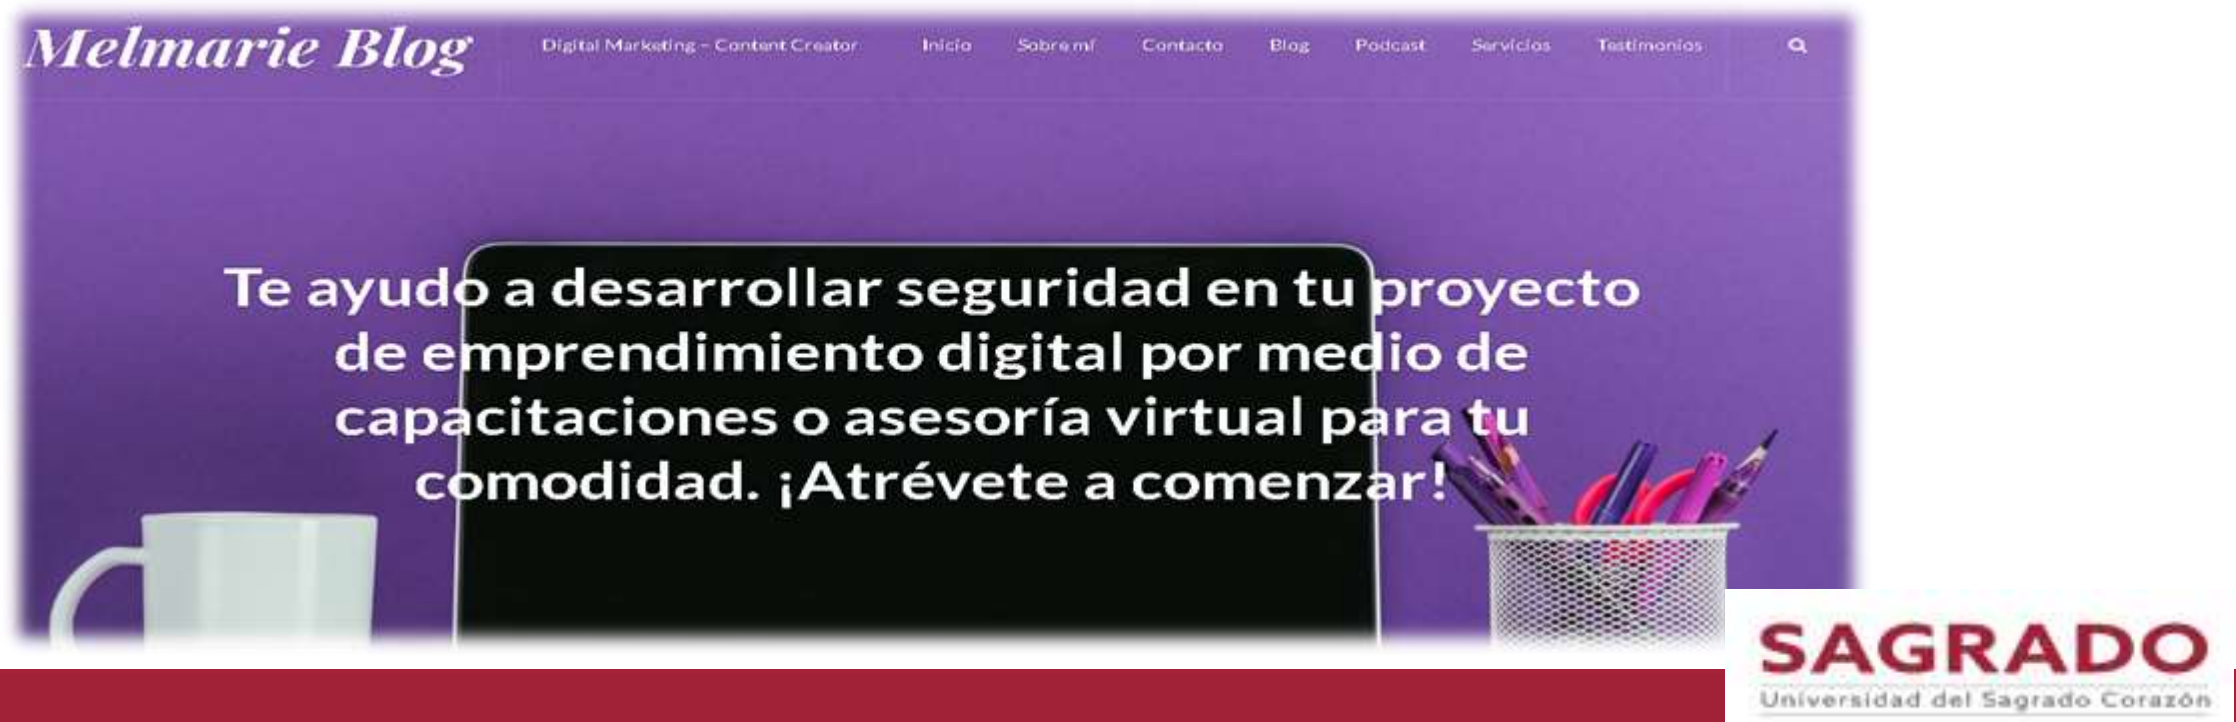 Melmarie Blog
Digital Marketing – Content Creator Inicio Sobre mí Contacto Blog Podcast Servicios Testimonios
Te ayudo a desarrollar seguridad en tu proyecto
de emprendimiento digital por medio de
capacitaciones o asesoría virtual para tu
comodidad. ¡Atrévete a comenzar!
SAGRADO
Universidad del Sagrado Corazón